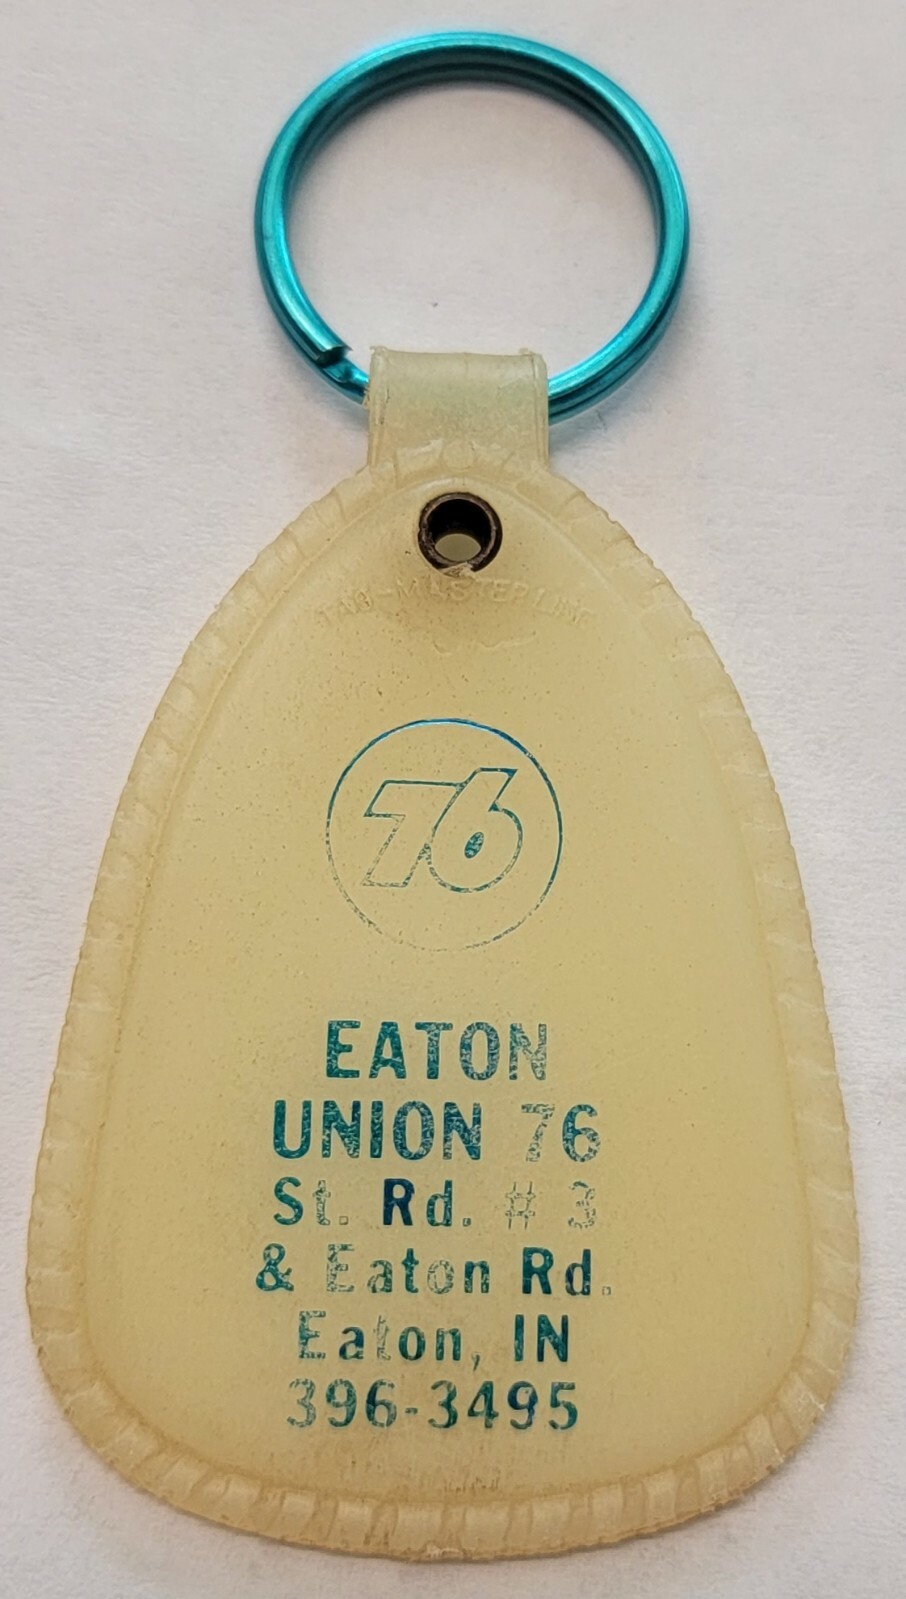 76
EATON
UNION 76
St. Rd. # 3
& Eaton Rd.
Eaton, IN
396-3495